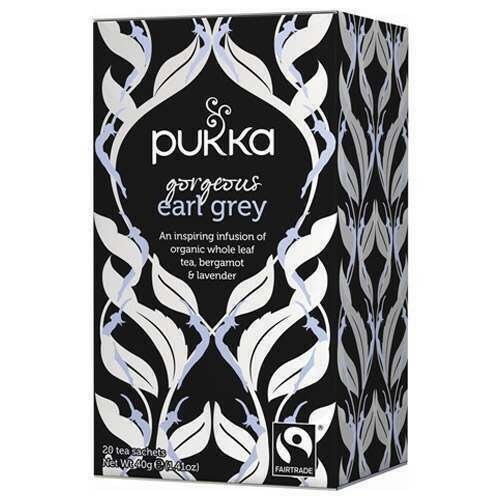 pukka
gorgeous
earl grey
An inspiring infusion of
organic whole leaf
tea, bergamot
& lavender
20 tea sachets
Net Wt 40g ℮ (1.41oz)
®
FAIRTRADE